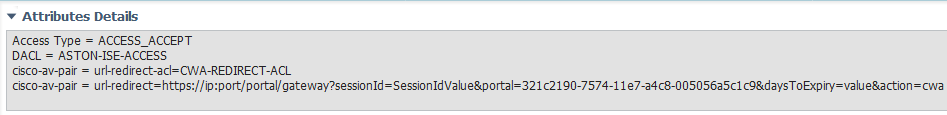 Attributes Details
Access Type = ACCESS_ACCEPT
DACL = ASTON-ISE-ACCESS
cisco-av-pair = url-redirect-acl=CWA-REDIRECT-ACL
cisco-av-pair = url-redirect=https://ip:port/portal/gateway?sessionId=SessionIdValue&portal=321c2190-7574-11e7-a4c8-005056a5c1c9&daysToExpiry=value&action=cwa